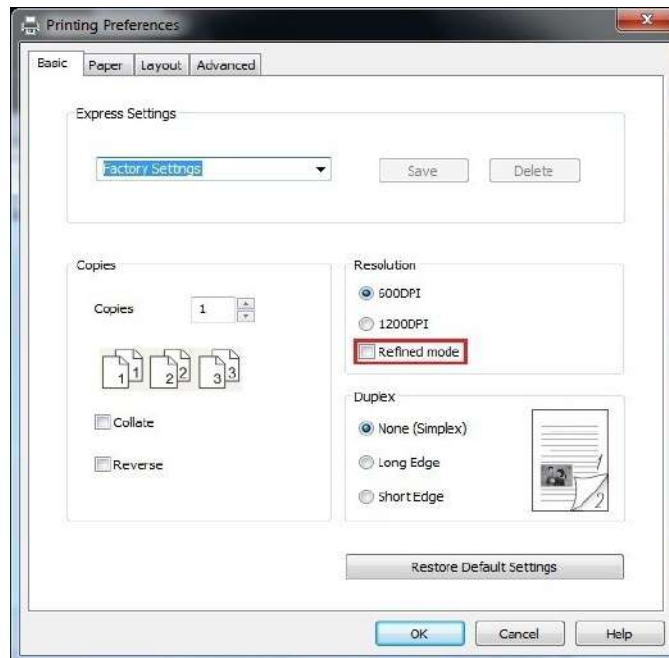 Printing Preferences
Basic Paper Layout Advanced
Express Settings
Factory Settings
Save Delete
Copies
Copies 1
1 1 2 2 3 3
Collate
Reverse
Resolution
600DPI
1200DPI
Refined mode
Duplex
None (Simplex)
Long Edge
Short Edge
1
2
Restore Default Settings
OK Cancel Help